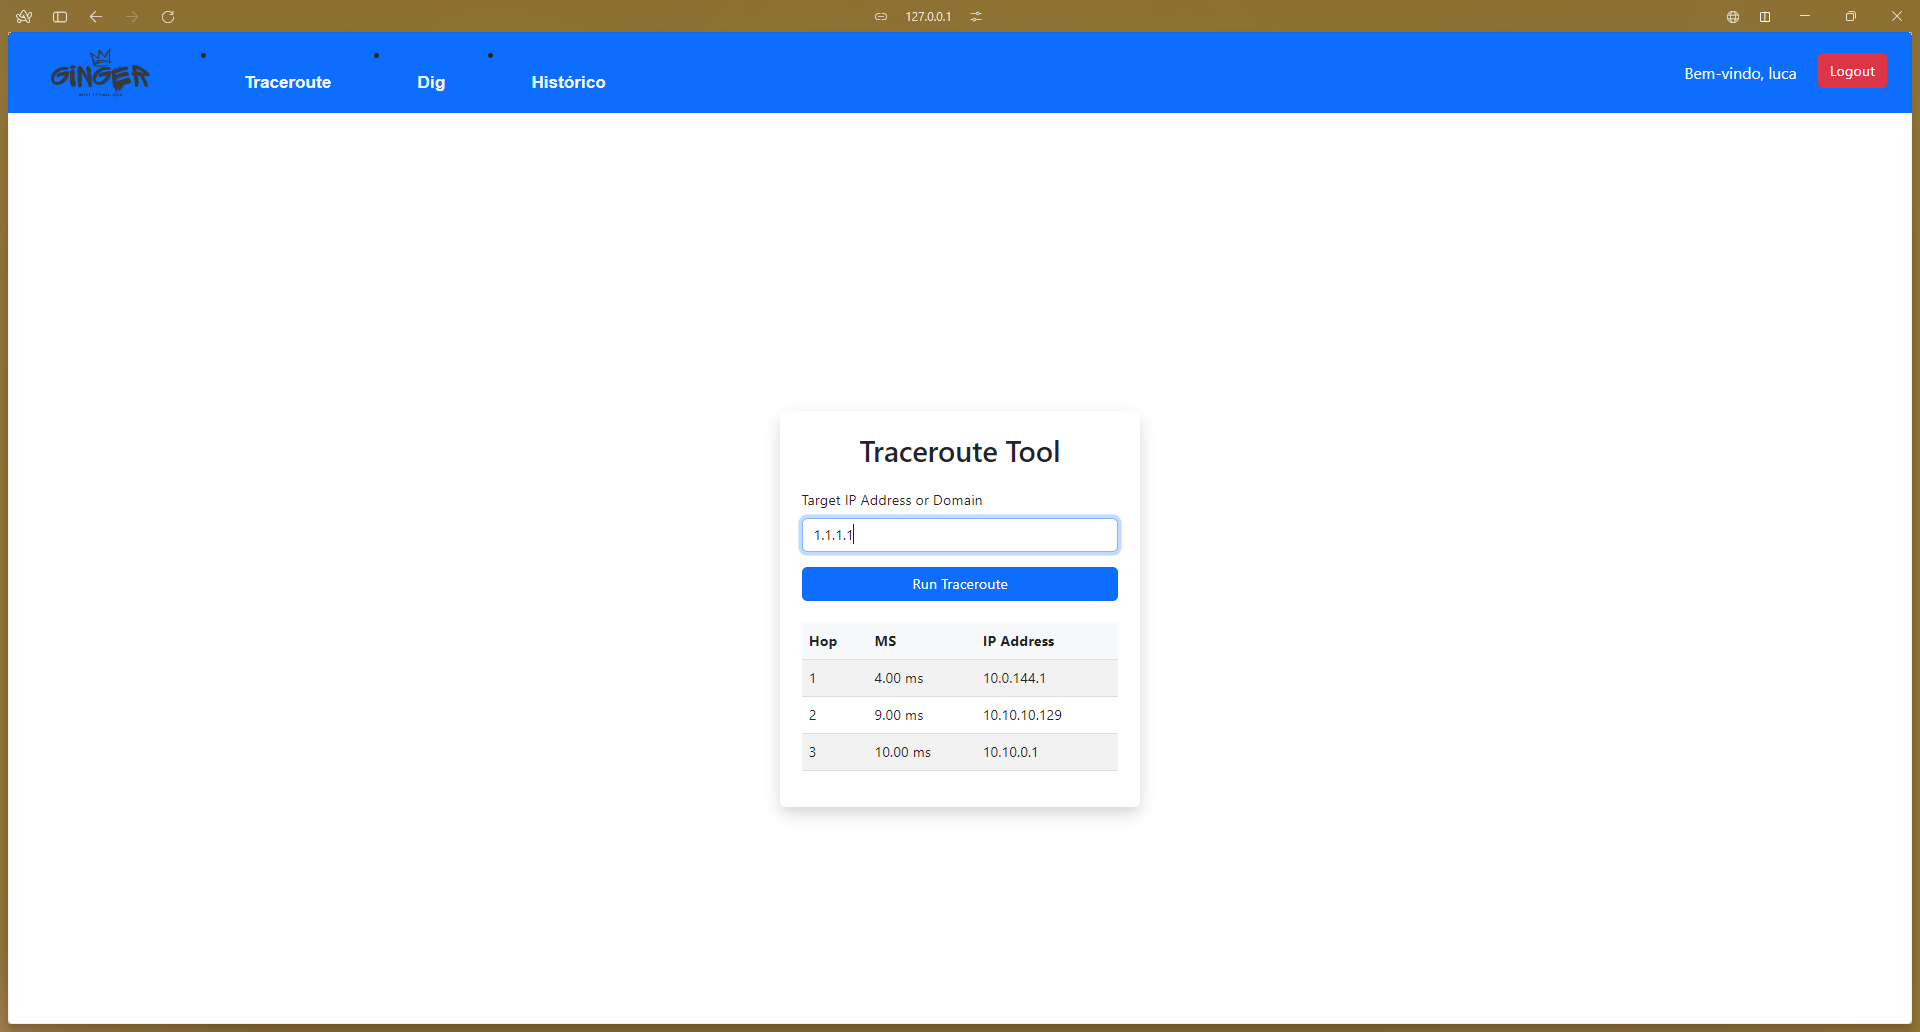 127.0.0.1
GINGER
Traceroute
Dig
Histórico
Bem-vindo, luca
Logout
Traceroute Tool
Target IP Address or Domain
1.1.1.1
Run Traceroute
Hop MS IP Address
1 4.00 ms 10.0.144.1
2 9.00 ms 10.10.10.129
3 10.00 ms 10.10.0.1